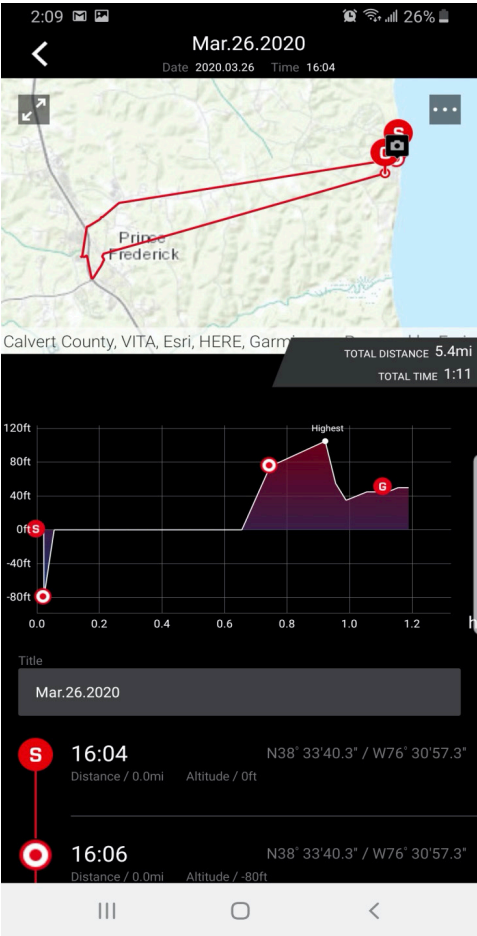 2:09 26%
Mar.26.2020
Date 2020.03.26 Time 16:04
S
G
Prince
Frederick
Calvert County, VITA, Esri, HERE, Garm
TOTAL DISTANCE 5.4mi
TOTAL TIME 1:11
120ft
Highest
80ft
40ft
G
0ft S
-40ft
-80ft
0.0 0.2 0.4 0.6 0.8 1.0 1.2 h
Title
Mar.26.2020
S 16:04 N38° 33'40.3" / W76° 30'57.3"
Distance / 0.0mi Altitude / 0ft
16:06 N38° 33'40.3" / W76° 30'57.3"
Distance / 0.0mi Altitude / -80ft